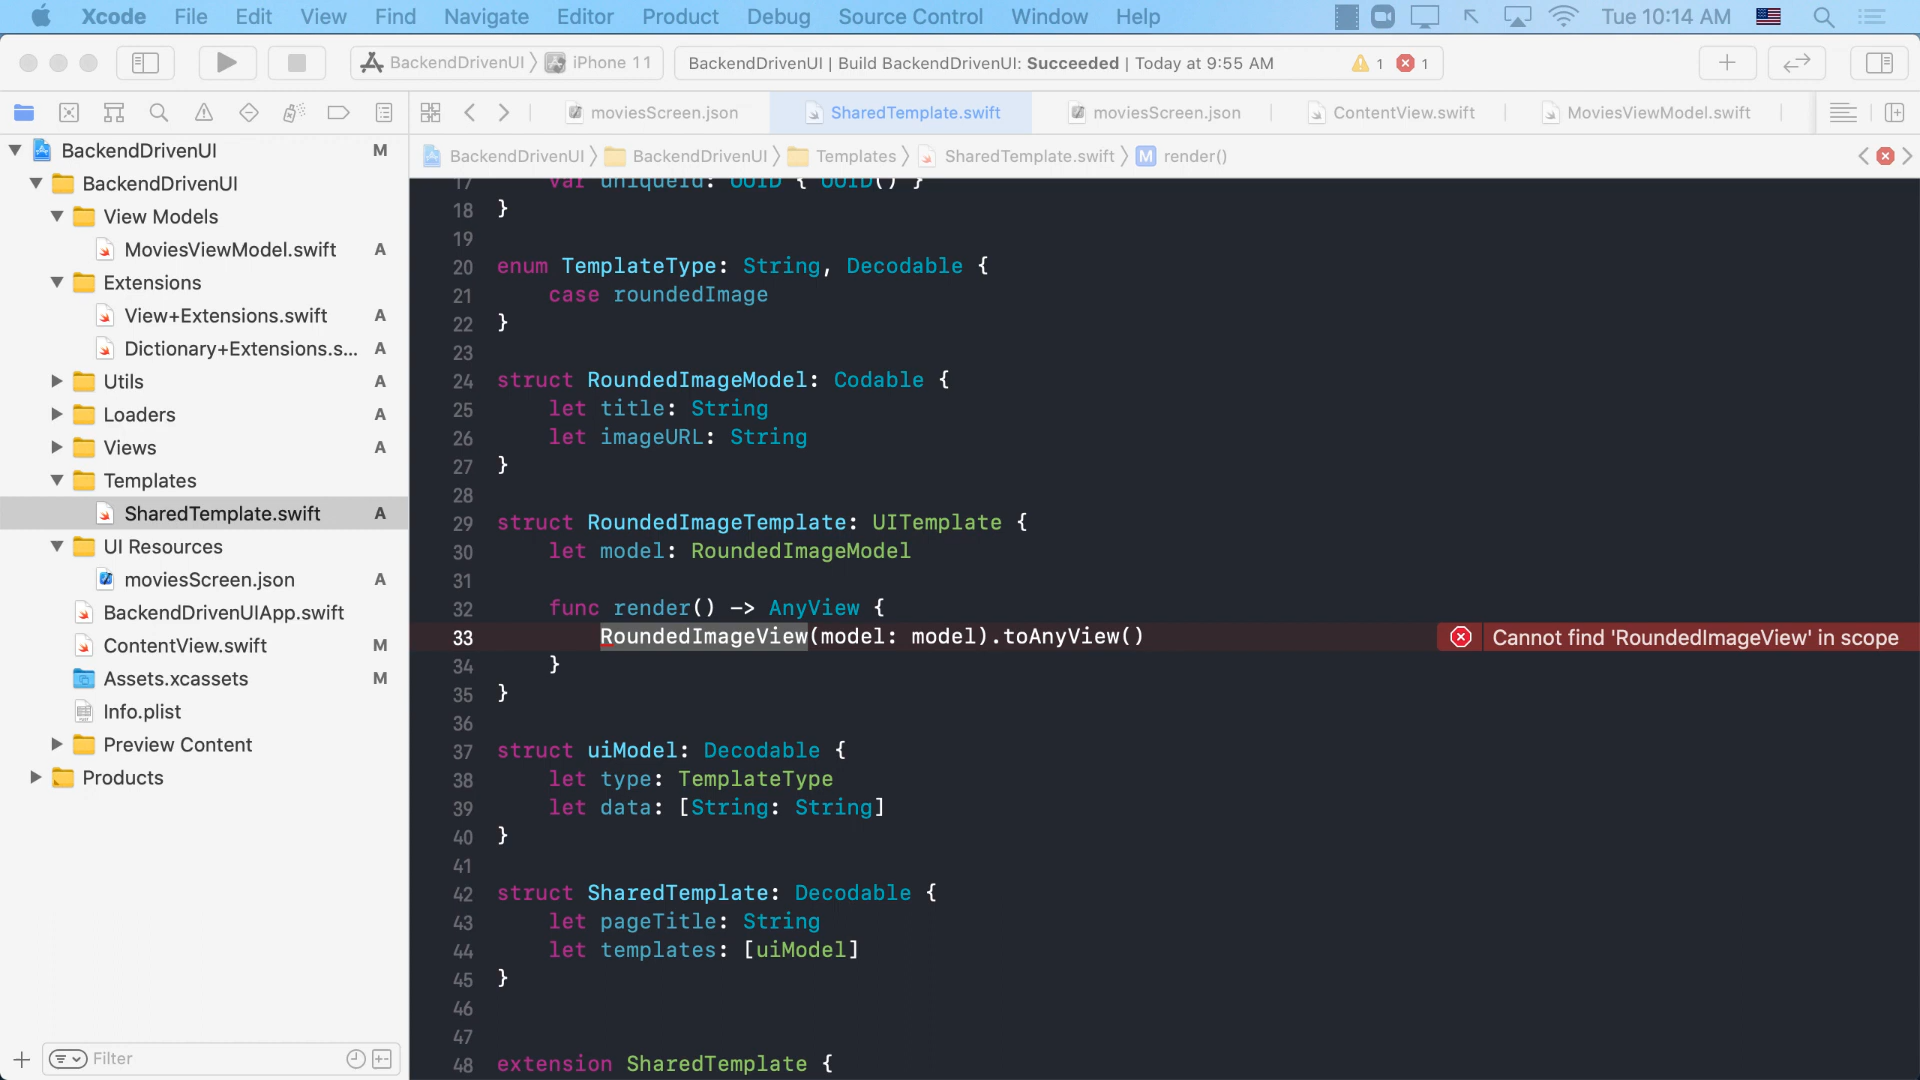 Xcode File Edit View Find Navigate Editor Product Debug Source Control Window Help Tue 10:14 AM
BackendDrivenUI iPhone 11 BackendDrivenUI | Build BackendDrivenUI: Succeeded | Today at 9:55 AM 1 1
moviesScreen.json SharedTemplate.swift moviesScreen.json ContentView.swift MoviesViewModel.swift
BackendDrivenUI BackendDrivenUI Templates SharedTemplate.swift M render()
BackendDrivenUI M
BackendDrivenUI
View Models
MoviesViewModel.swift A
Extensions
View+Extensions.swift A
Dictionary+Extensions.s... A
Utils A
Loaders A
Views A
Templates
SharedTemplate.swift A
UI Resources
moviesScreen.json A
BackendDrivenUIApp.swift
ContentView.swift M
Assets.xcassets M
Info.plist
Preview Content
Products
Filter
17 var uniqueId: UUID { UUID() }
18 }
19
20 enum TemplateType: String, Decodable {
21 case roundedImage
22 }
23
24 struct RoundedImageModel: Codable {
25 let title: String
26 let imageURL: String
27 }
28
29 struct RoundedImageTemplate: UITemplate {
30 let model: RoundedImageModel
31
32 func render() -> AnyView {
33 RoundedImageView(model: model).toAnyView() Cannot find 'RoundedImageView' in scope
34 }
35 }
36
37 struct uiModel: Decodable {
38 let type: TemplateType
39 let data: [String: String]
40 }
41
42 struct SharedTemplate: Decodable {
43 let pageTitle: String
44 let templates: [uiModel]
45 }
46
47
48 extension SharedTemplate {